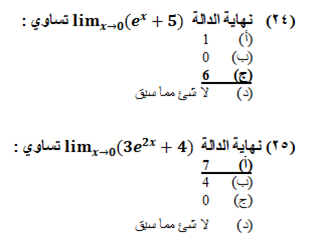 (٢٤) نهاية الدالة lim_{x→0}(e^x + 5) تساوي :
(أ) 1
(ب) 0
(ج) 6
(د) لا شئ مما سبق
(٢٥) نهاية الدالة lim_{x→0}(3e^{2x} + 4) تساوي :
(أ) 7
(ب) 4
(ج) 0
(د) لا شئ مما سبق